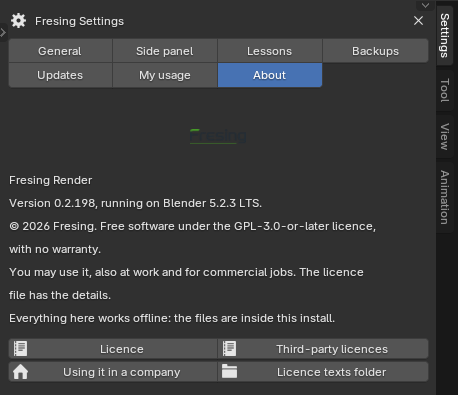 Fresing Settings
General
Side panel
Lessons
Backups
Updates
My usage
About
Fresing
Fresing Render
Version 0.2.198, running on Blender 5.2.3 LTS.
© 2026 Fresing. Free software under the GPL-3.0-or-later licence,
with no warranty.
You may use it, also at work and for commercial jobs. The licence
file has the details.
Everything here works offline: the files are inside this install.
Licence
Third-party licences
Using it in a company
Licence texts folder
Settings
Tool
View
Animation